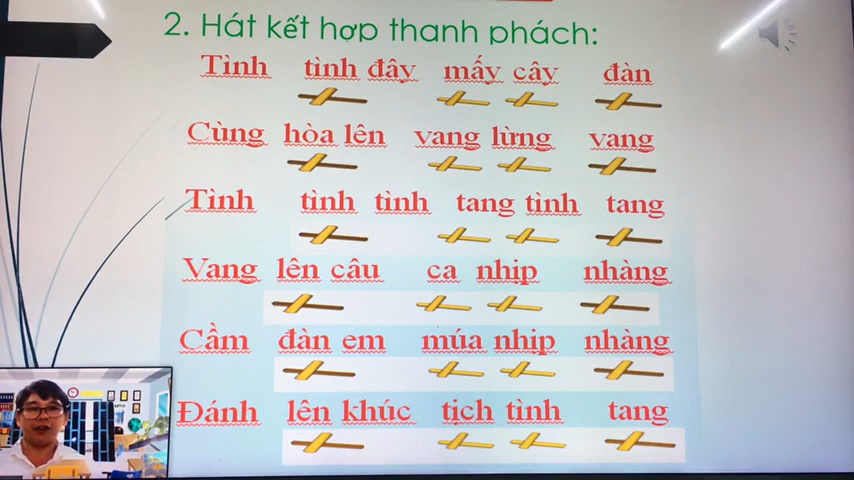 2. Hát kết hợp thanh phách:
Tình tình đây mấy cây đàn
Cùng hòa lên vang lừng vang
Tình tình tình tang tình tang
Vang lên câu ca nhịp nhàng
Cầm đàn em múa nhịp nhàng
Đánh lên khúc tịch tình tang